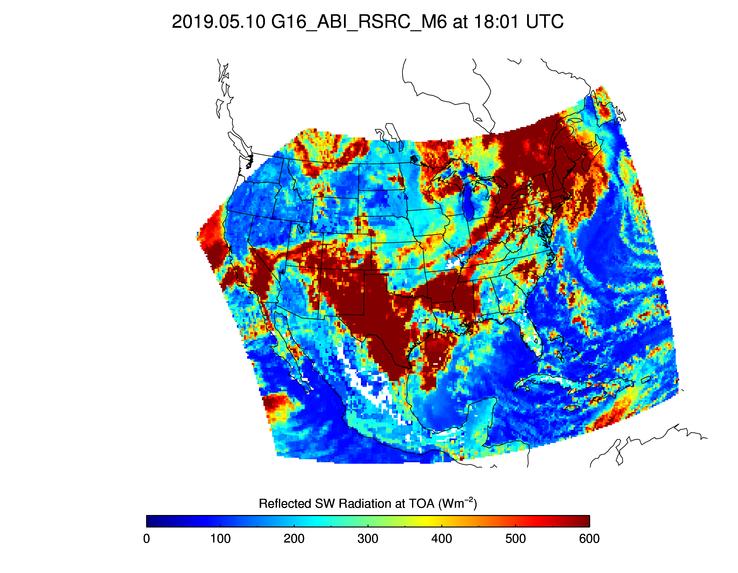 2019.05.10 G16_ABI_RSRC_M6 at 18:01 UTC
Reflected SW Radiation at TOA (Wm⁻²)
0 100 200 300 400 500 600